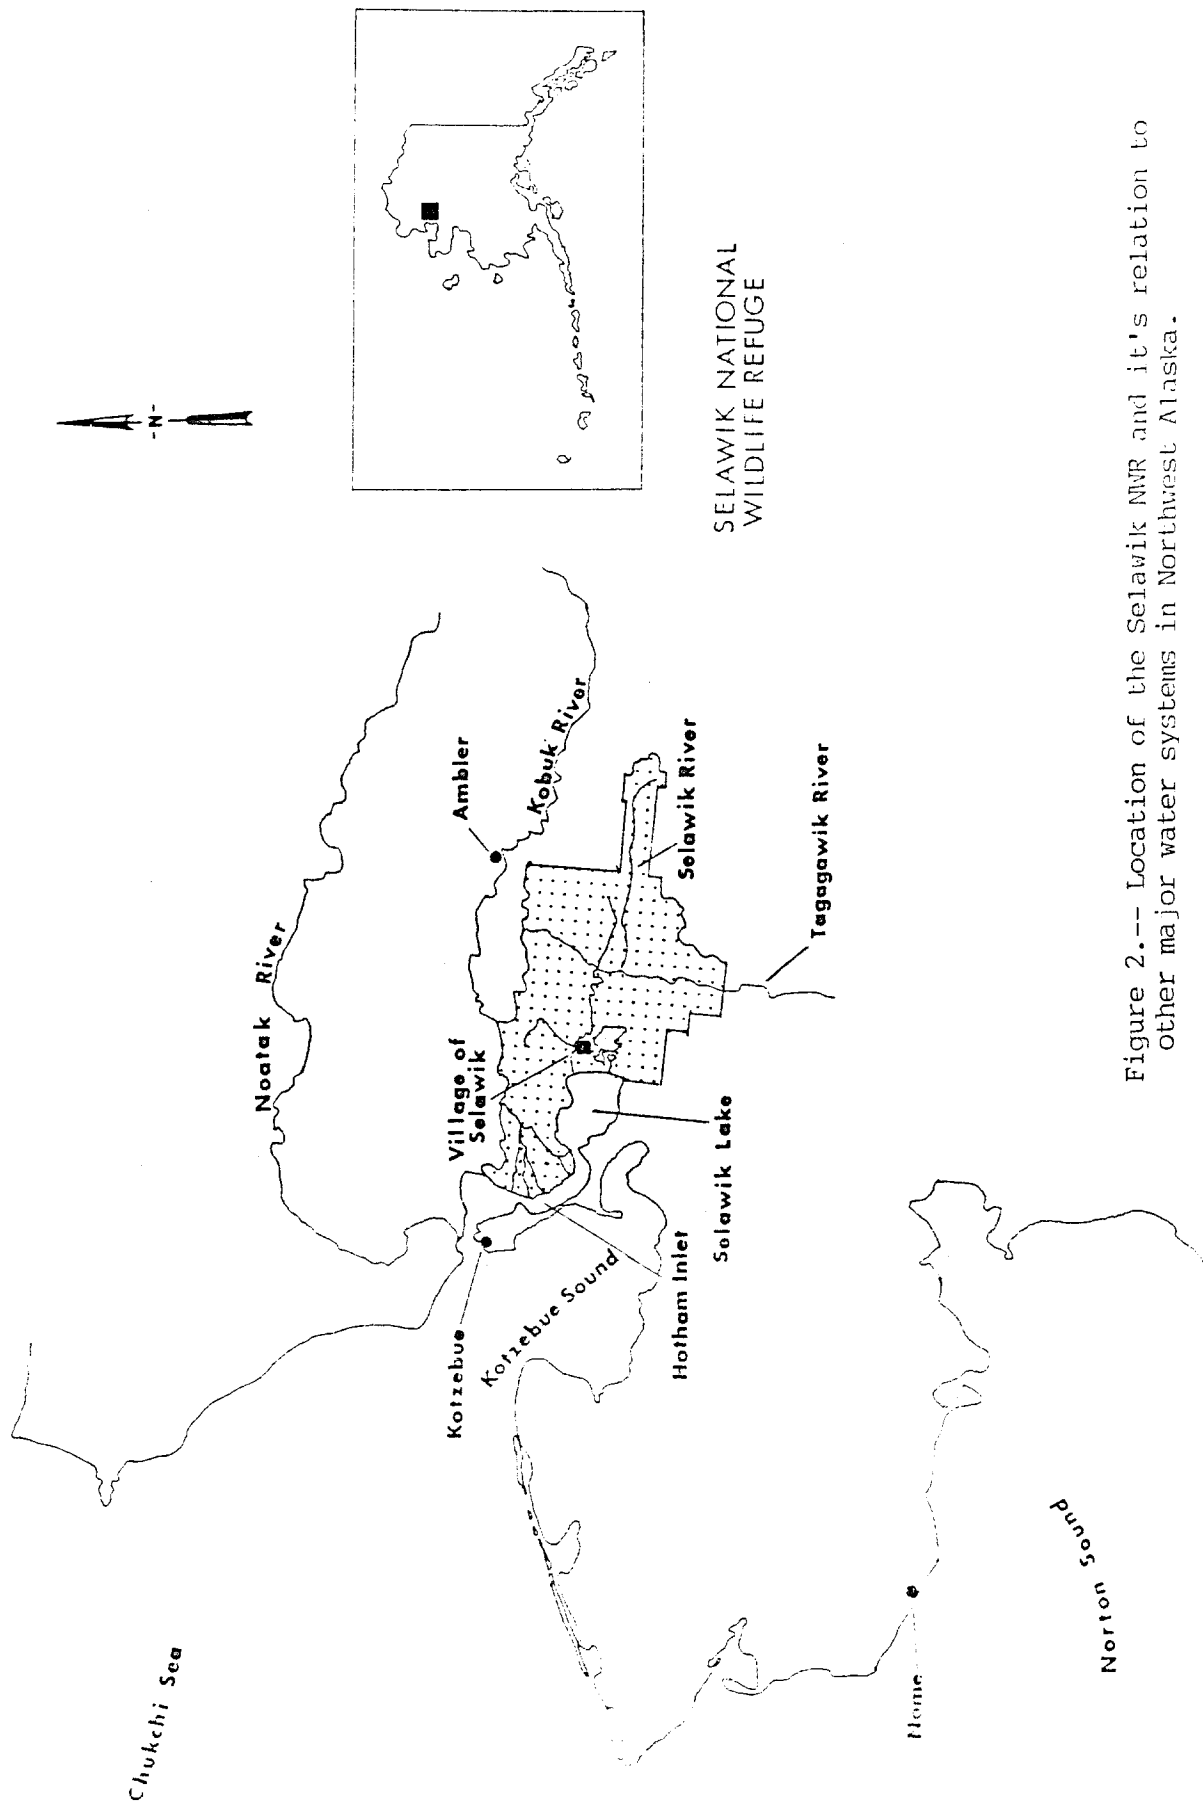 -N-
SELAWIK NATIONAL
WILDLIFE REFUGE
Chukchi Sea
Noatak River
Ambler
Kobuk River
Village of
Selawik
Selawik River
Tagagawik River
Kotzebue
Kotzebue Sound
Hotham Inlet
Selawik Lake
Nome
Norton Sound
Figure 2.-- Location of the Selawik NWR and it's relation to
other major water systems in Northwest Alaska.